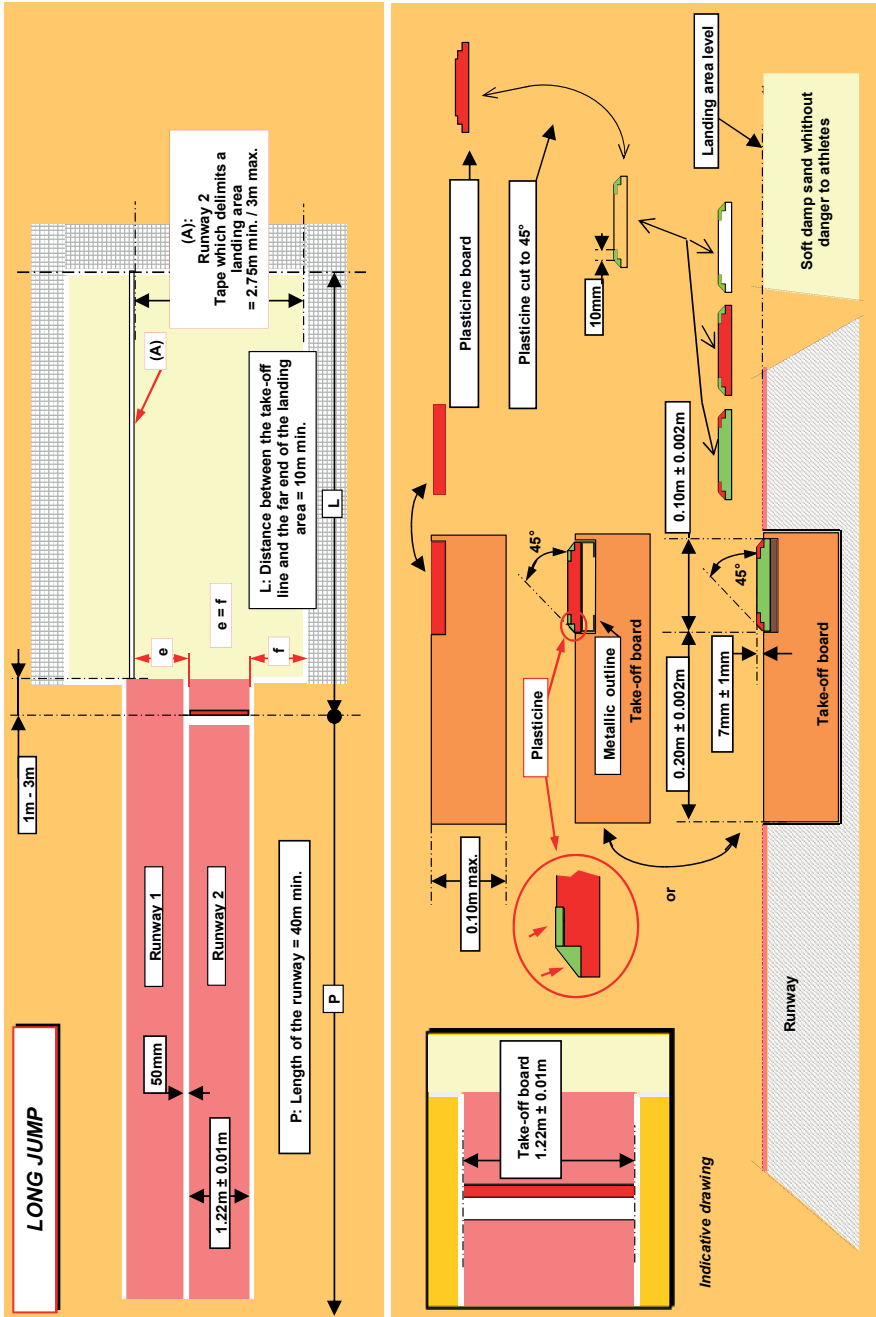 LONG JUMP
1m - 3m
50mm
Runway 1
Runway 2
1.22m ± 0.01m
P: Length of the runway = 40m min.
P
e
e = f
f
(A)
(A):
Runway 2
Tape which delimits a
landing area
= 2.75m min. / 3m max.
L: Distance between the take-off
line and the far end of the landing
area = 10m min.
L
Take-off board
1.22m ± 0.01m
Indicative drawing
0.10m max.
Plasticine
45°
Metallic outline
Take-off board
or
Plasticine board
Plasticine cut to 45°
10mm
0.20m ± 0.002m
0.10m ± 0.002m
7mm ± 1mm
45°
Take-off board
Runway
Landing area level
Soft damp sand whithout
danger to athletes